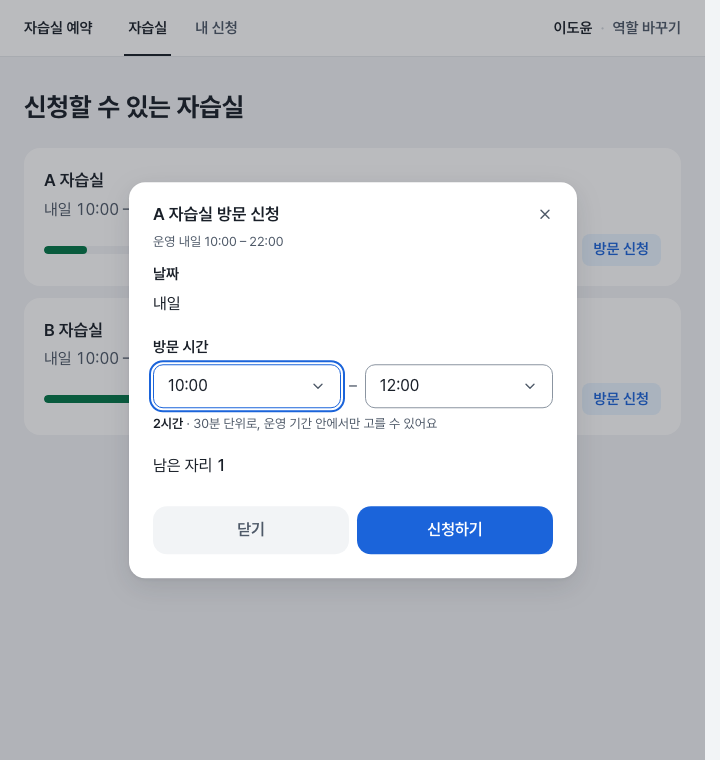 자습실 예약 자습실 내 신청 이도윤 · 역할 바꾸기
신청할 수 있는 자습실
A 자습실
내일 10:00 –
방문 신청
B 자습실
내일 10:00 –
방문 신청
A 자습실 방문 신청
운영 내일 10:00 – 22:00
날짜
내일
방문 시간
10:00 – 12:00
2시간 · 30분 단위로, 운영 기간 안에서만 고를 수 있어요
남은 자리 1
닫기 신청하기